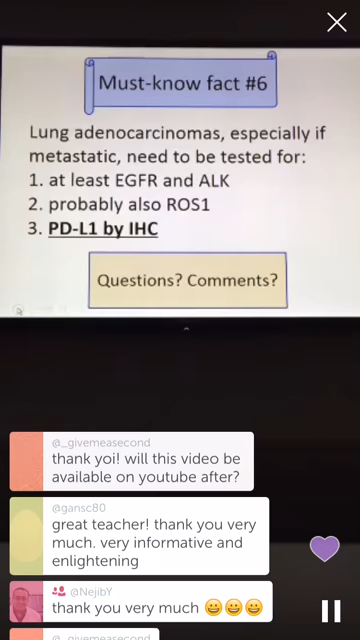 Must-know fact #6
Lung adenocarcinomas, especially if
metastatic, need to be tested for:
1. at least EGFR and ALK
2. probably also ROS1
3. PD-L1 by IHC
Questions? Comments?
@_givemeasecond
thank yoi! will this video be
available on youtube after?
@gansc80
great teacher! thank you very
much. very informative and
enlightening
@NejibY
thank you very much 😀😀😀
@_givemeasecond